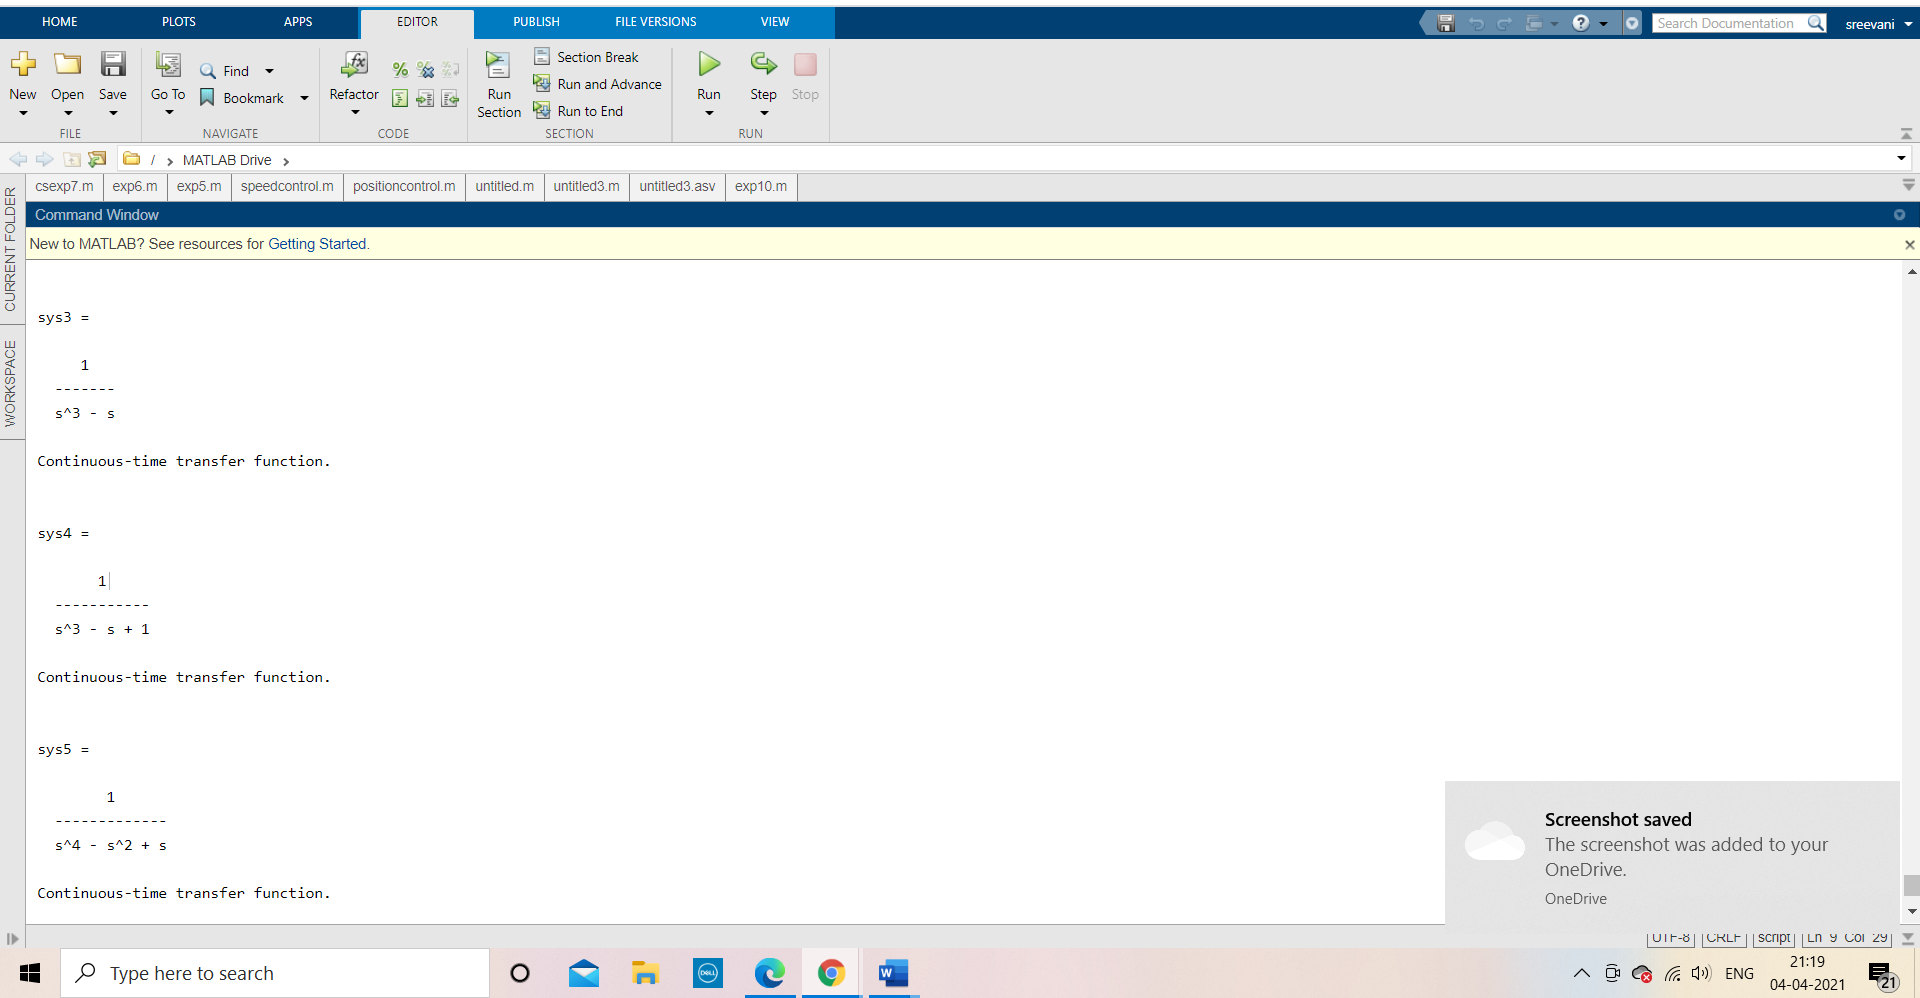 HOME PLOTS APPS EDITOR PUBLISH FILE VERSIONS VIEW Search Documentation sreevani
New Open Save Go To Find Bookmark Refactor Run Section Section Break Run and Advance Run to End Run Step Stop
FILE NAVIGATE CODE SECTION RUN
/ › MATLAB Drive ›
csexp7.m exp6.m exp5.m speedcontrol.m positioncontrol.m untitled.m untitled3.m untitled3.asv exp10.m
CURRENT FOLDER
WORKSPACE
Command Window
New to MATLAB? See resources for Getting Started.
sys3 =
1
-------
s^3 - s
Continuous-time transfer function.
sys4 =
1
-----------
s^3 - s + 1
Continuous-time transfer function.
sys5 =
1
-------------
s^4 - s^2 + s
Continuous-time transfer function.
Screenshot saved
The screenshot was added to your
OneDrive.
OneDrive
UTF-8 CRLF script Ln 9 Col 29
Type here to search
DELL
W
ENG
21:19
04-04-2021
21